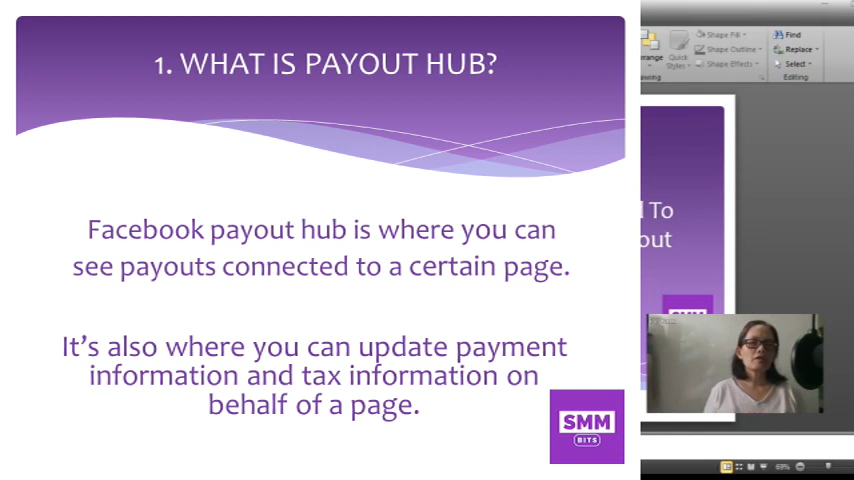 1. WHAT IS PAYOUT HUB?
Facebook payout hub is where you can
see payouts connected to a certain page.
It's also where you can update payment
information and tax information on
behalf of a page.
SMM
BITS
Shape Fill
Shape Outline
Shape Effects
Quick
Styles
Find
Replace
Select
Editing
To
SMM
69%